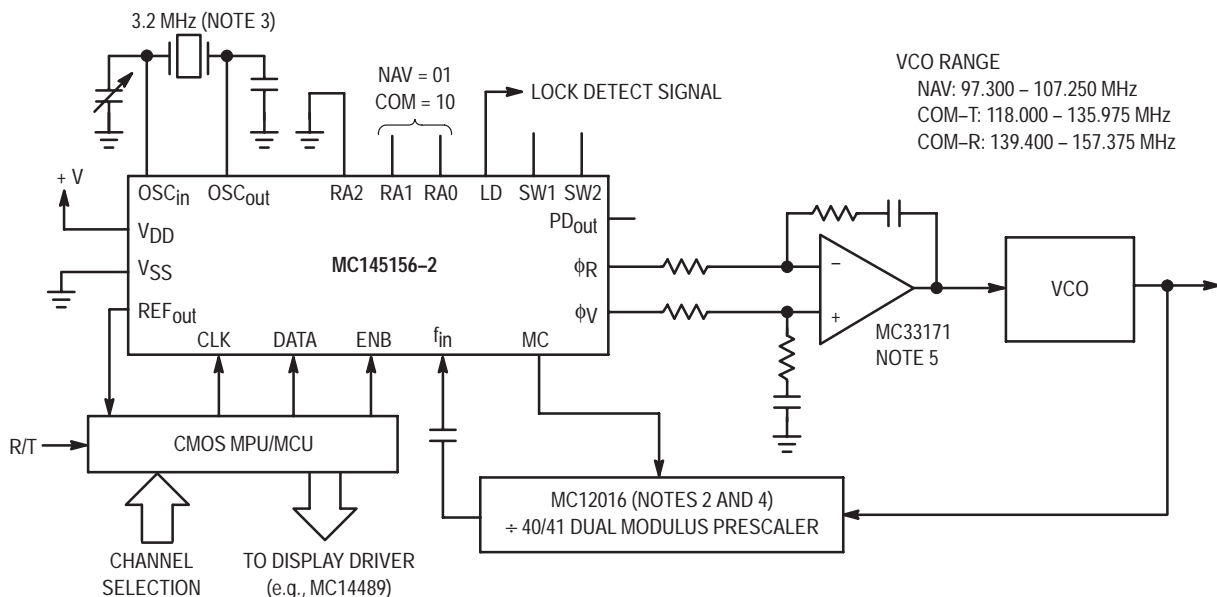 3.2 MHz (NOTE 3)
NAV = 01
COM = 10
LOCK DETECT SIGNAL
VCO RANGE
NAV: 97.300 – 107.250 MHz
COM–T: 118.000 – 135.975 MHz
COM–R: 139.400 – 157.375 MHz
+ V
OSCin
OSCout
RA2
RA1
RA0
LD
SW1
SW2
VDD
PDout
VSS
MC145156–2
ϕR
REFout
ϕV
CLK
DATA
ENB
fin
MC
–
+
MC33171
NOTE 5
VCO
R/T
CMOS MPU/MCU
MC12016 (NOTES 2 AND 4)
÷ 40/41 DUAL MODULUS PRESCALER
CHANNEL
SELECTION
TO DISPLAY DRIVER
(e.g., MC14489)